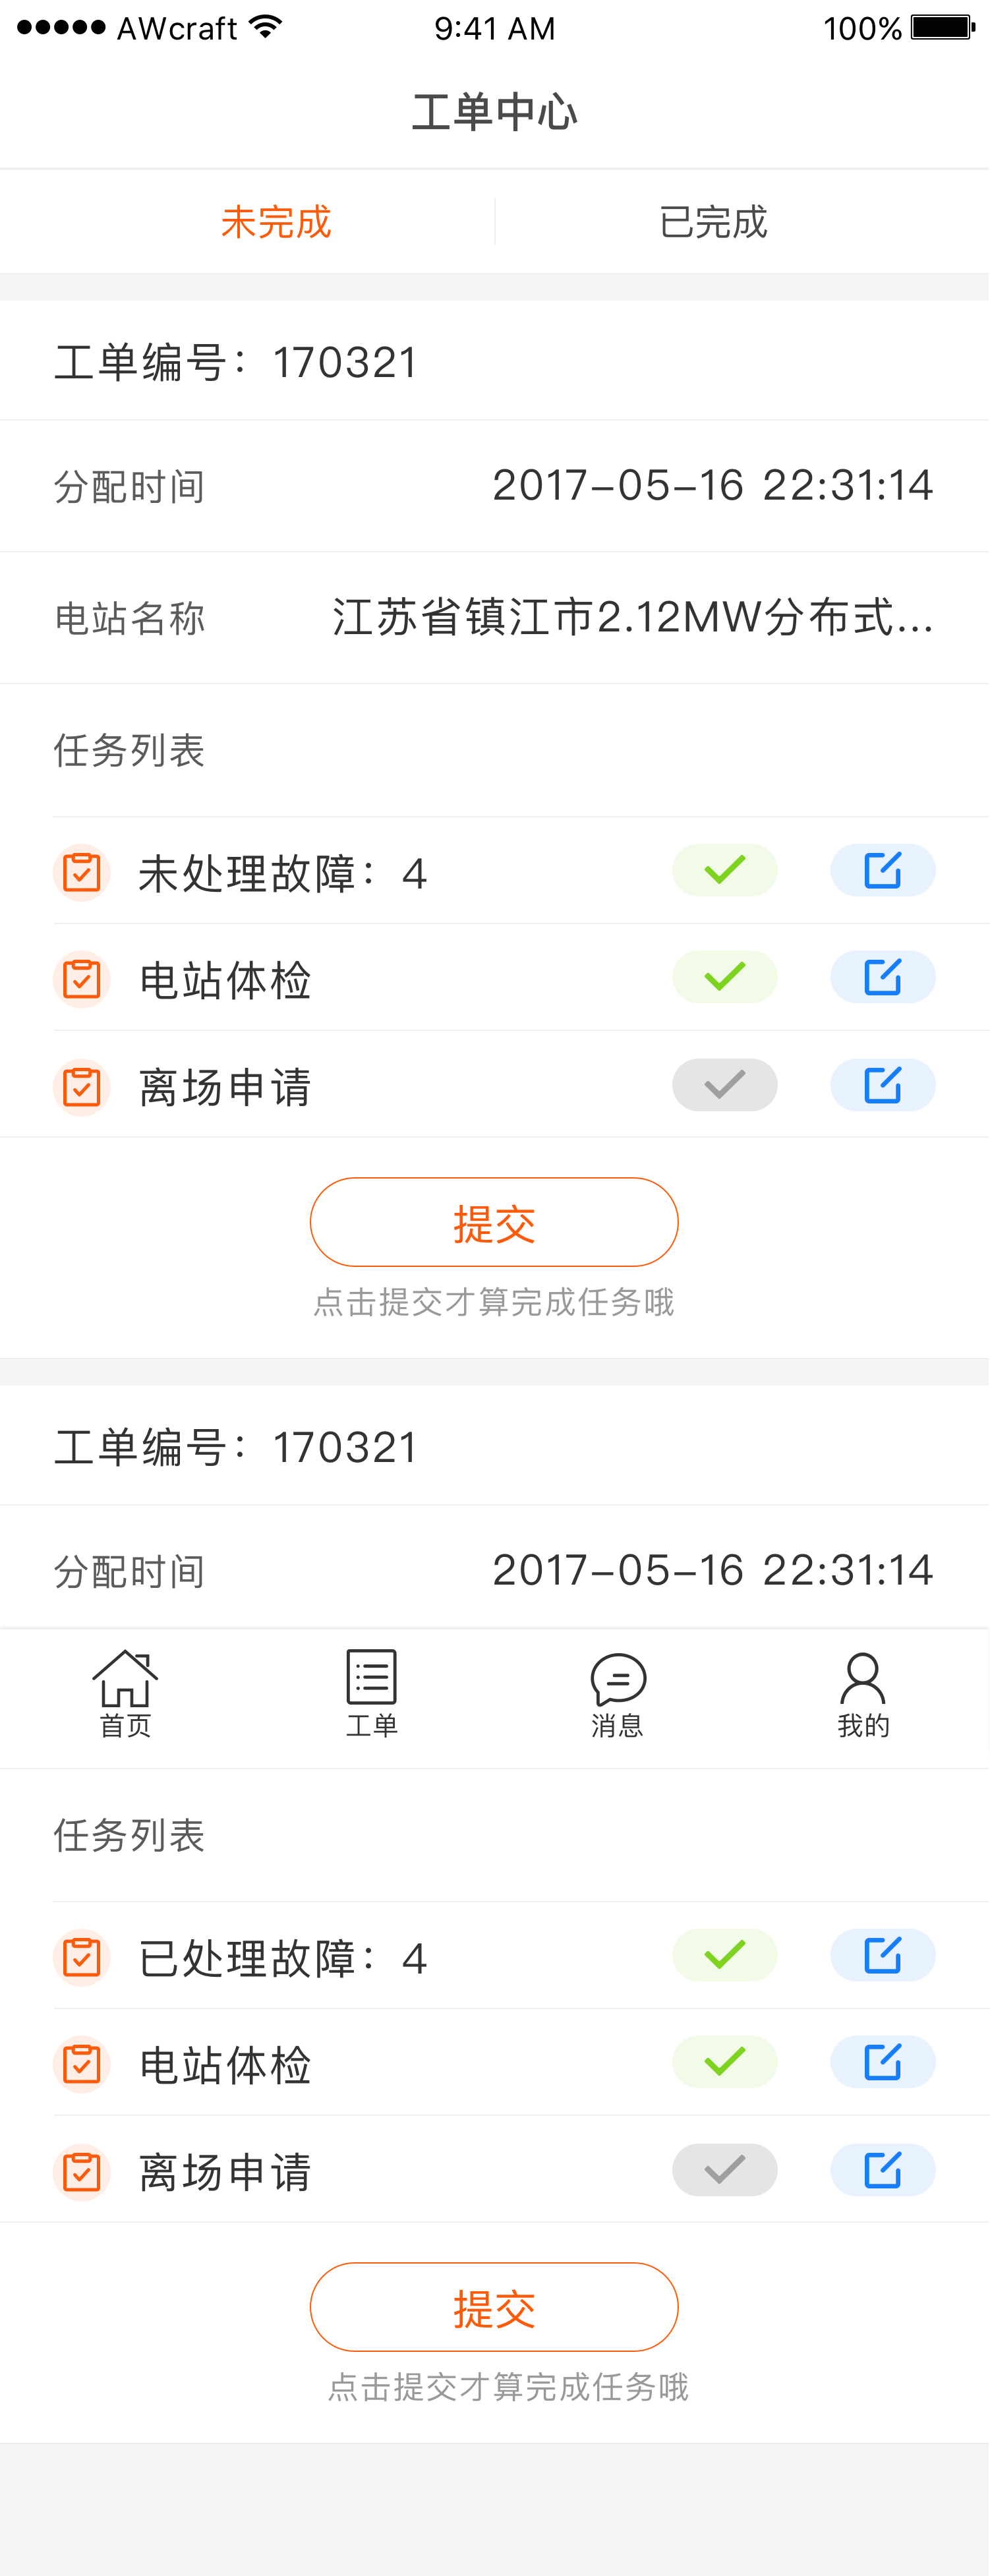 AWcraft 9:41 AM 100%
工单中心
未完成 已完成
工单编号：170321
分配时间 2017-05-16 22:31:14
电站名称 江苏省镇江市2.12MW分布式...
任务列表
未处理故障：4
电站体检
离场申请
提交
点击提交才算完成任务哦
工单编号：170321
分配时间 2017-05-16 22:31:14
首页 工单 消息 我的
任务列表
已处理故障：4
电站体检
离场申请
提交
点击提交才算完成任务哦